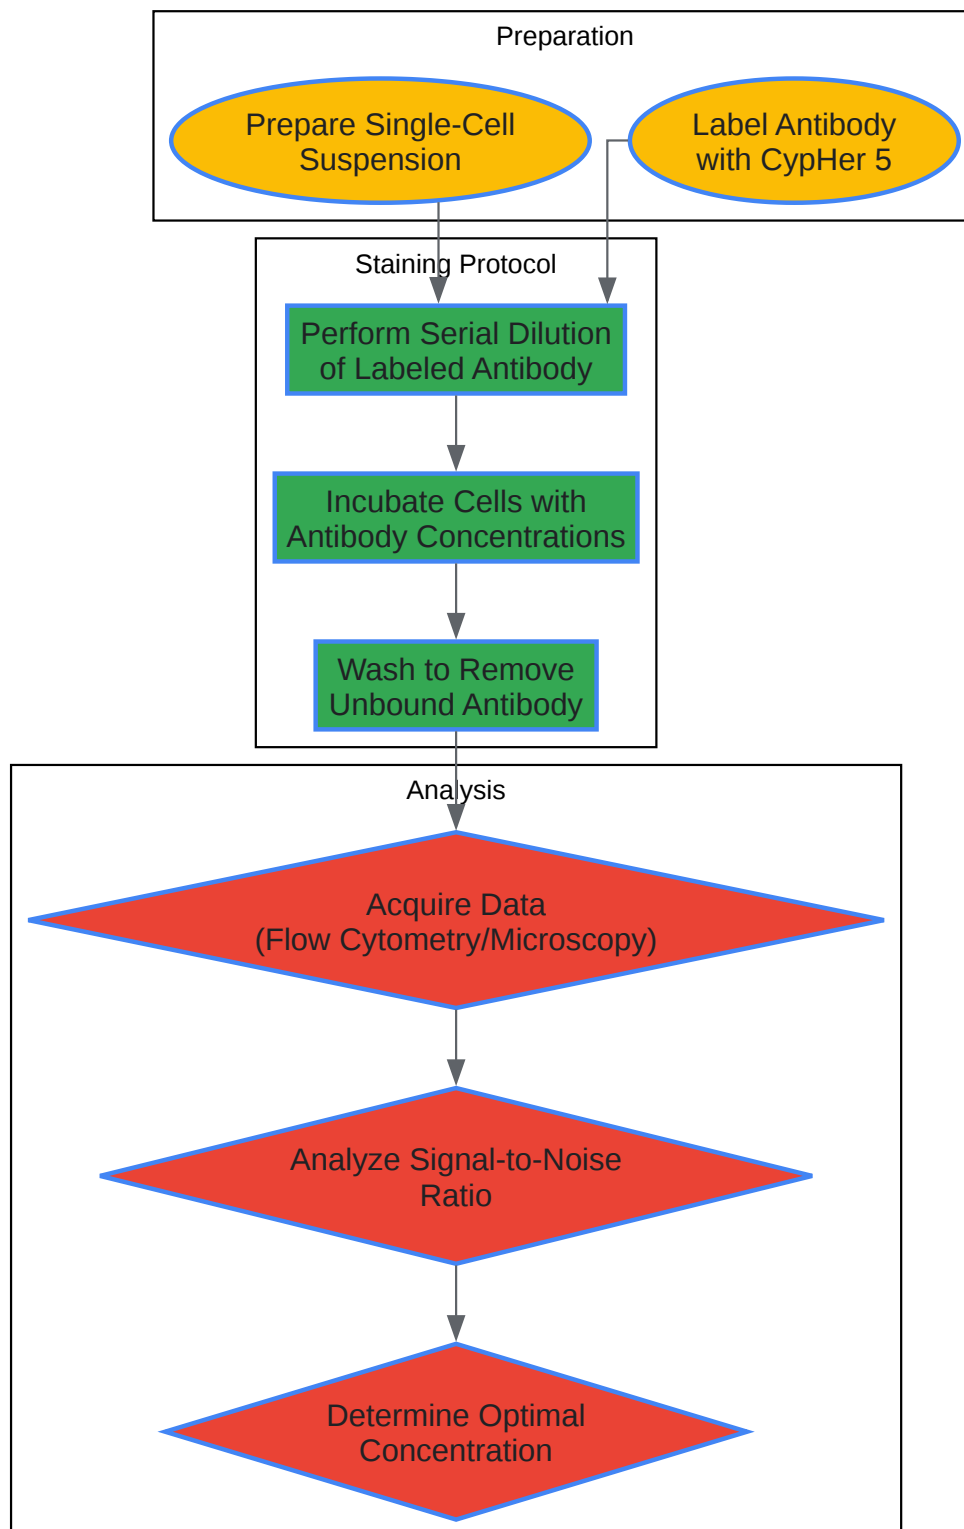 Preparation
Prepare Single-Cell
Suspension
Label Antibody
with CypHer 5
Staining Protocol
Perform Serial Dilution
of Labeled Antibody
Incubate Cells with
Antibody Concentrations
Wash to Remove
Unbound Antibody
Analysis
Acquire Data
(Flow Cytometry/Microscopy)
Analyze Signal-to-Noise
Ratio
Determine Optimal
Concentration